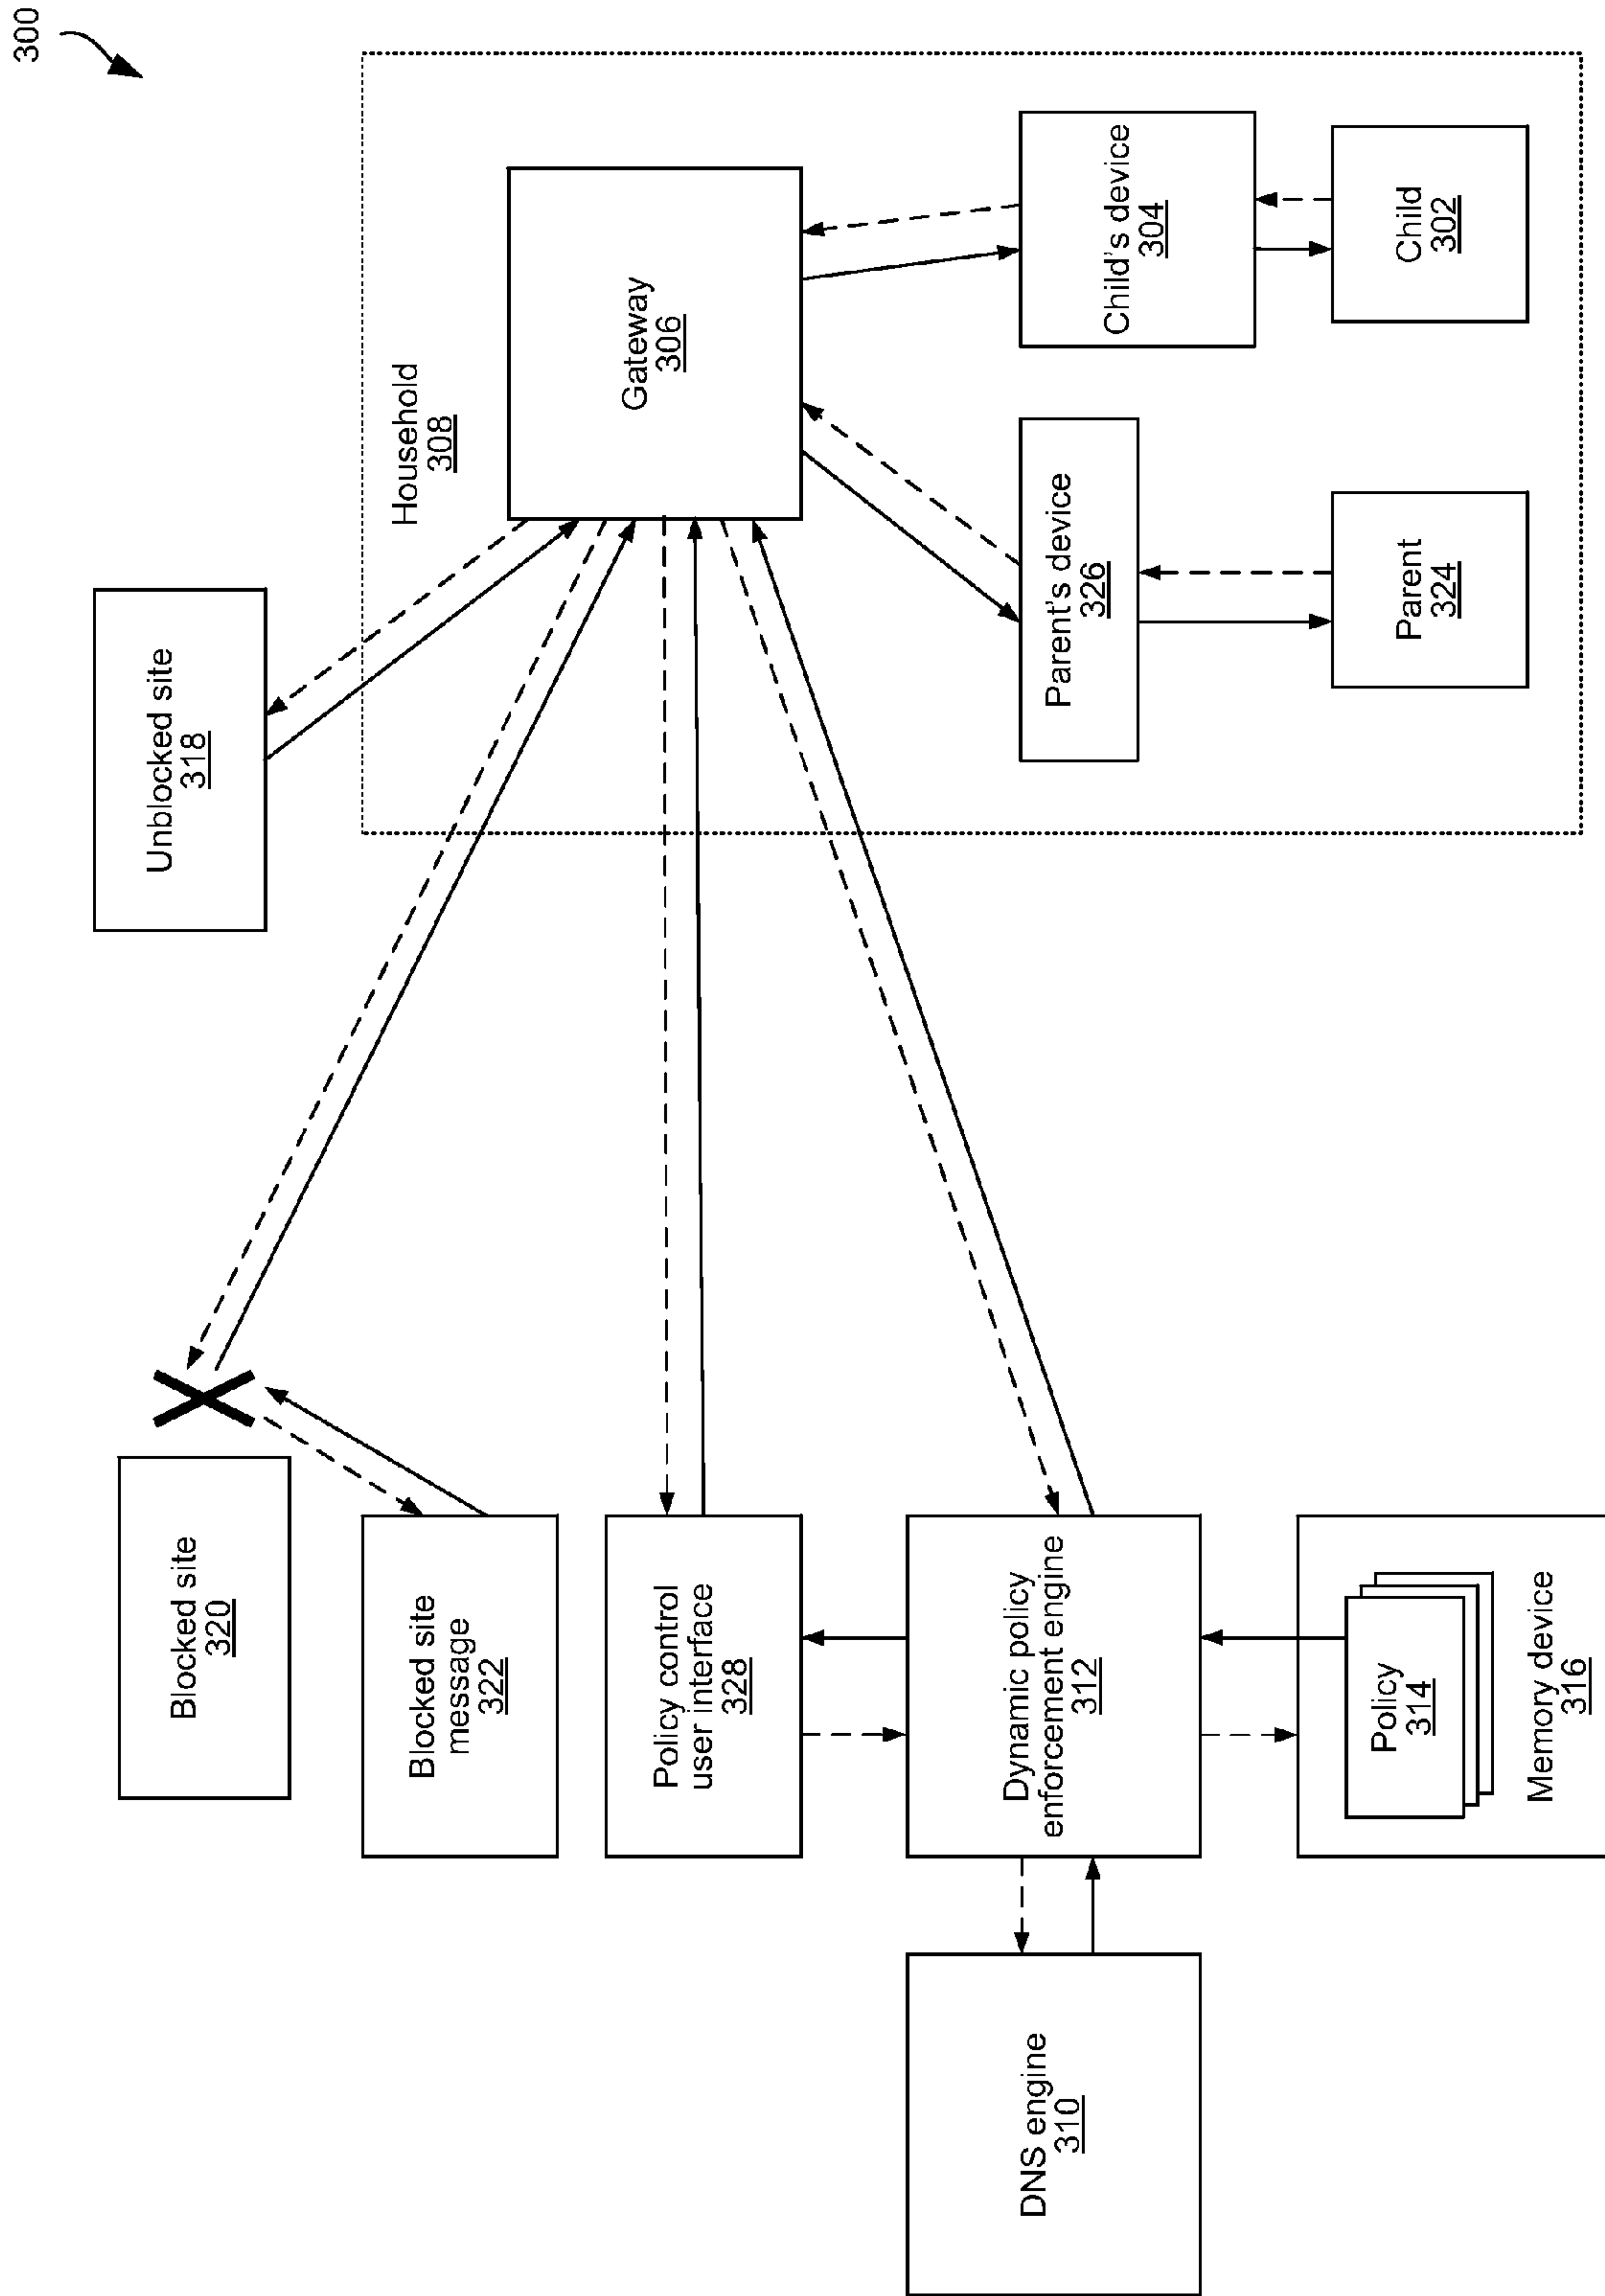 300
Unblocked site
318
Blocked site
320
Blocked site
message
322
Policy control
user interface
328
Dynamic policy
enforcement engine
312
DNS engine
310
Policy
314
Memory device
316
Household
308
Gateway
306
Parent's device
326
Parent
324
Child's device
304
Child
302